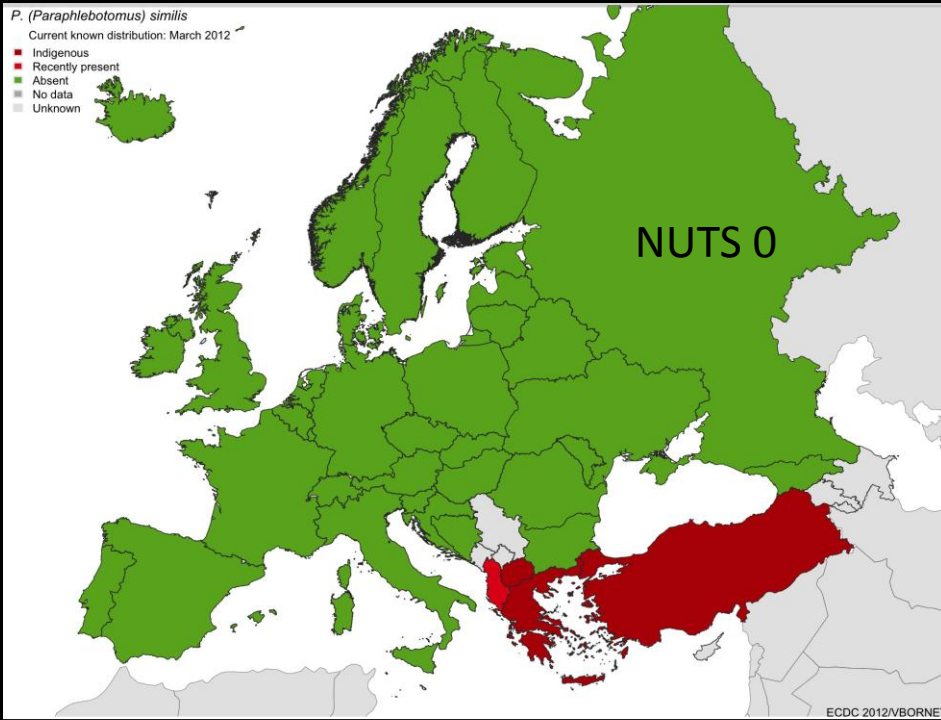 P. (Paraphlebotomus) similis
Current known distribution: March 2012
Indigenous
Recently present
Absent
No data
Unknown
NUTS 0
ECDC 2012/VBORNE